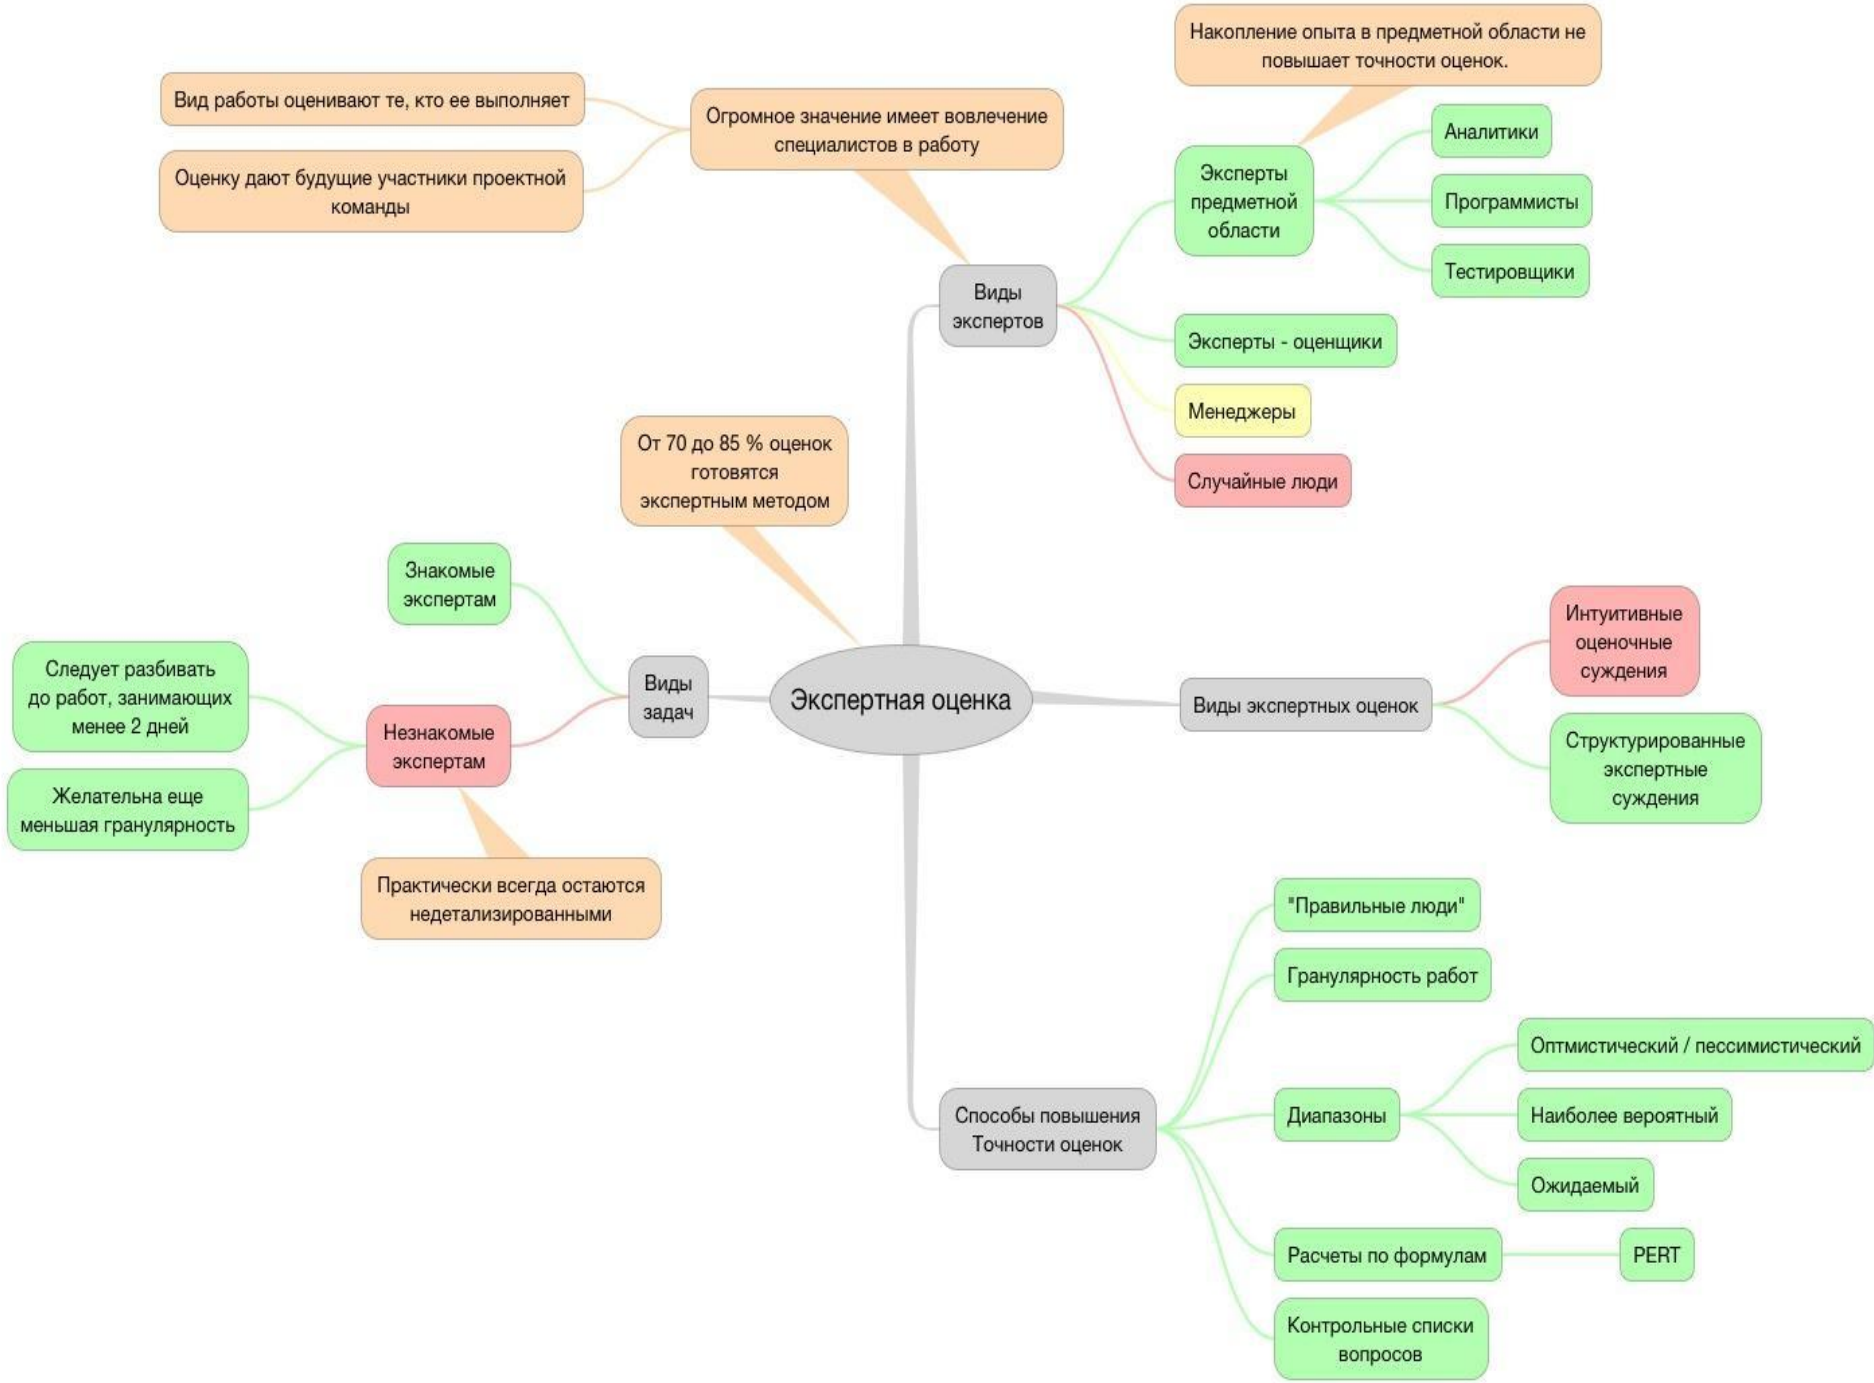 Накопление опыта в предметной области не
повышает точности оценок.
Вид работы оценивают те, кто ее выполняет
Огромное значение имеет вовлечение
специалистов в работу
Оценку дают будущие участники проектной
команды
Эксперты
предметной
области
Аналитики
Программисты
Тестировщики
Виды
экспертов
Эксперты - оценщики
Менеджеры
Случайные люди
От 70 до 85 % оценок
готовятся
экспертным методом
Знакомые
экспертам
Следует разбивать
до работ, занимающих
менее 2 дней
Незнакомые
экспертам
Желательна еще
меньшая гранулярность
Практически всегда остаются
недетализированными
Виды
задач
Экспертная оценка
Виды экспертных оценок
Интуитивные
оценочные
суждения
Структурированные
экспертные
суждения
Способы повышения
Точности оценок
"Правильные люди"
Гранулярность работ
Диапазоны
Оптмистический / пессимистический
Наиболее вероятный
Ожидаемый
Расчеты по формулам
PERT
Контрольные списки
вопросов